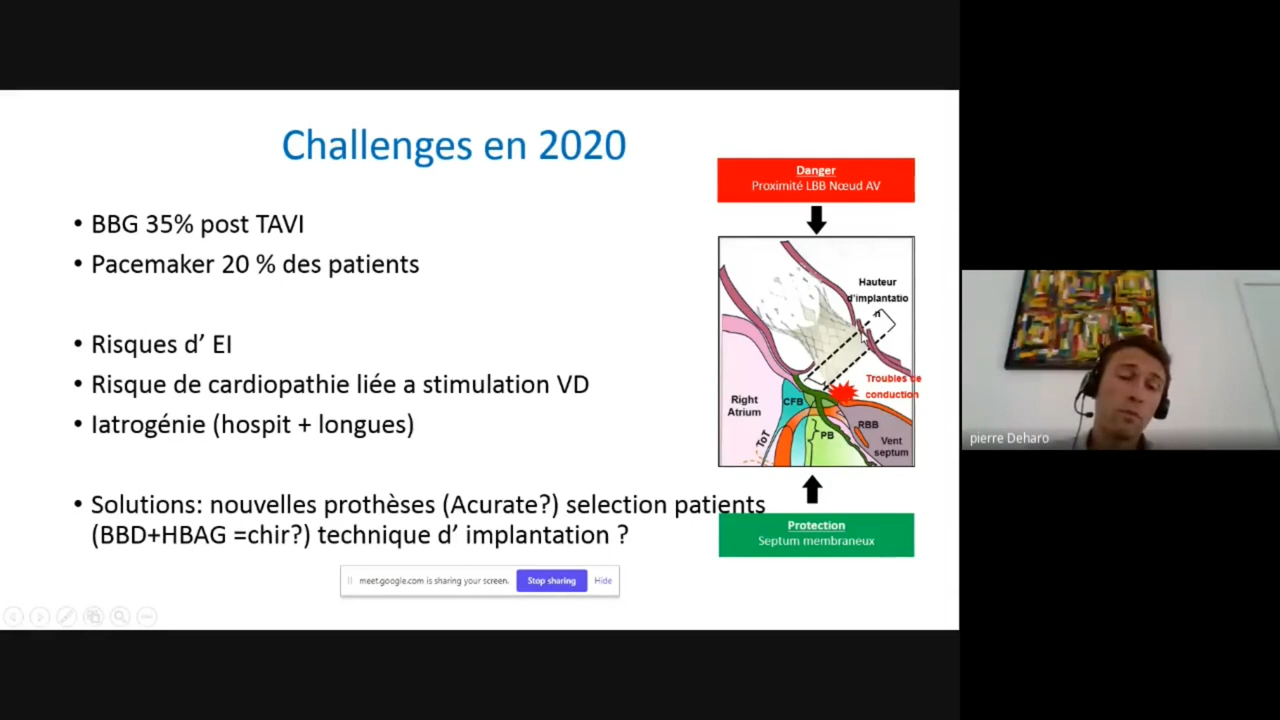 Challenges en 2020
• BBG 35% post TAVI
• Pacemaker 20 % des patients
• Risques d’ EI
• Risque de cardiopathie liée a stimulation VD
• Iatrogénie (hospit + longues)
• Solutions: nouvelles prothèses (Acurate?) selection patients
(BBD+HBAG =chir?) technique d’ implantation ?
Danger
Proximité LBB Nœud AV
Hauteur
d'implantatio
n
Troubles de
conduction
Right
Atrium
CFB
RBB
PB
Vent
septum
ToT
Protection
Septum membraneux
meet.google.com is sharing your screen.
Stop sharing
Hide
pierre Deharo